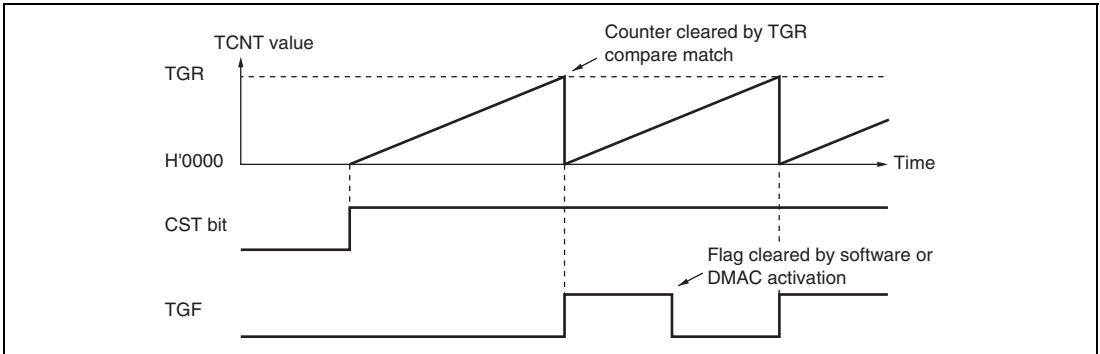 Counter cleared by TGR
compare match
TCNT value
TGR
H'0000
Time
CST bit
Flag cleared by software or
DMAC activation
TGF